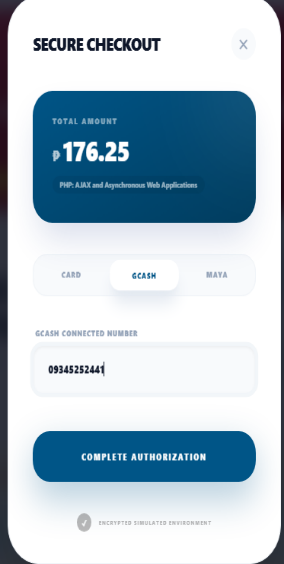 SECURE CHECKOUT
X
TOTAL AMOUNT
₱176.25
PHP: AJAX and Asynchronous Web Applications
CARD GCASH MAYA
GCASH CONNECTED NUMBER
09345252441
COMPLETE AUTHORIZATION
✓ ENCRYPTED SIMULATED ENVIRONMENT